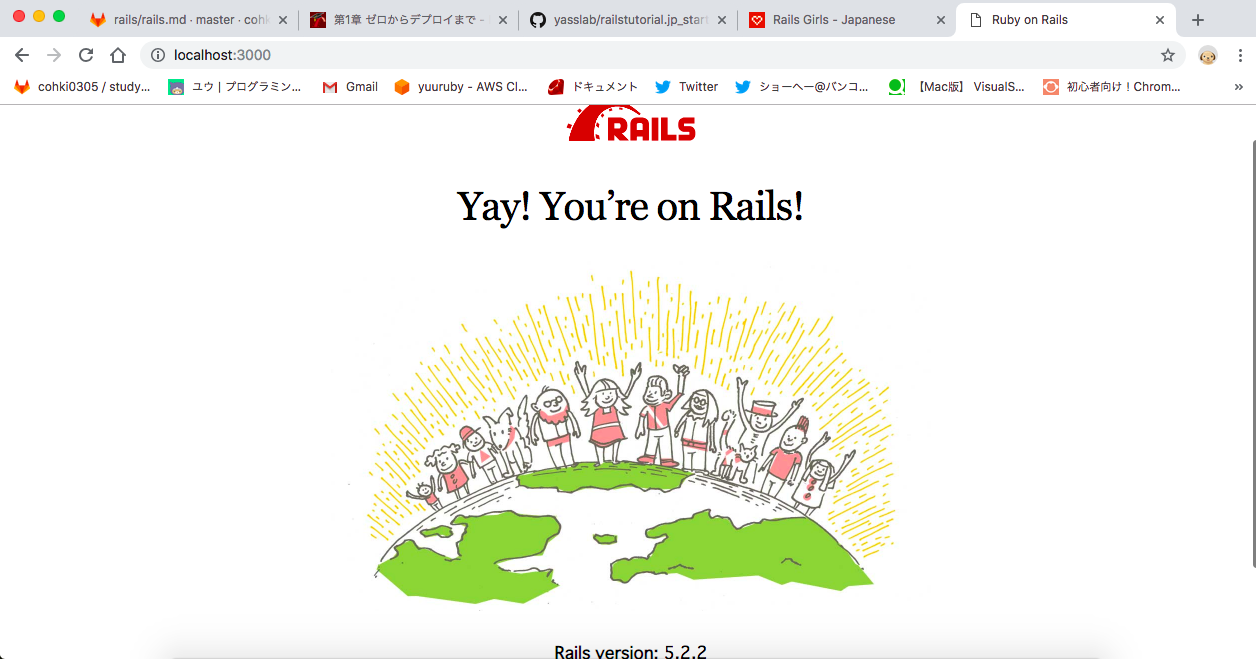 rails/rails.md · master · cohk
第1章 ゼロからデプロイまで -
yasslab/railstutorial.jp_start
Rails Girls - Japanese
Ruby on Rails
localhost:3000
cohki0305 / study...
ユウ | プログラミン...
Gmail
yuuruby - AWS Cl...
ドキュメント
Twitter
ショーヘー@バンコ...
【Mac版】 VisualS...
初心者向け！Chrom...
RAILS
Yay! You’re on Rails!
Rails version: 5.2.2